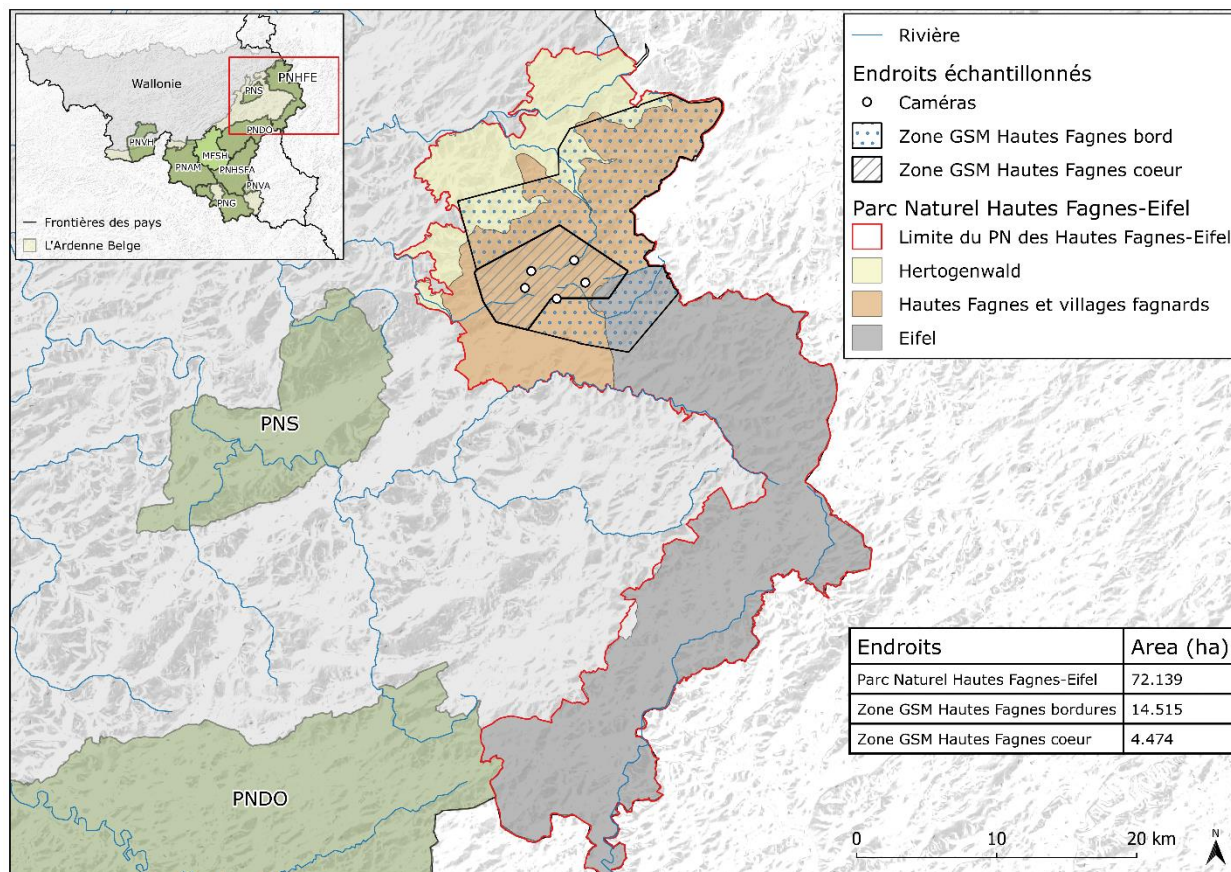 Wallonie
PNHFE
PNS
PNDO
PNVH
MESH
PNAM
PNHSFA
PNVA
PNG
Frontières des pays
L'Ardenne Belge
Rivière
Endroits échantillonnés
Caméras
Zone GSM Hautes Fagnes bord
Zone GSM Hautes Fagnes coeur
Parc Naturel Hautes Fagnes-Eifel
Limite du PN des Hautes Fagnes-Eifel
Hertogenwald
Hautes Fagnes et villages fagnards
Eifel
PNS
PNDO
Endroits Area (ha)
Parc Naturel Hautes Fagnes-Eifel 72.139
Zone GSM Hautes Fagnes bordures 14.515
Zone GSM Hautes Fagnes coeur 4.474
0 10 20 km
N